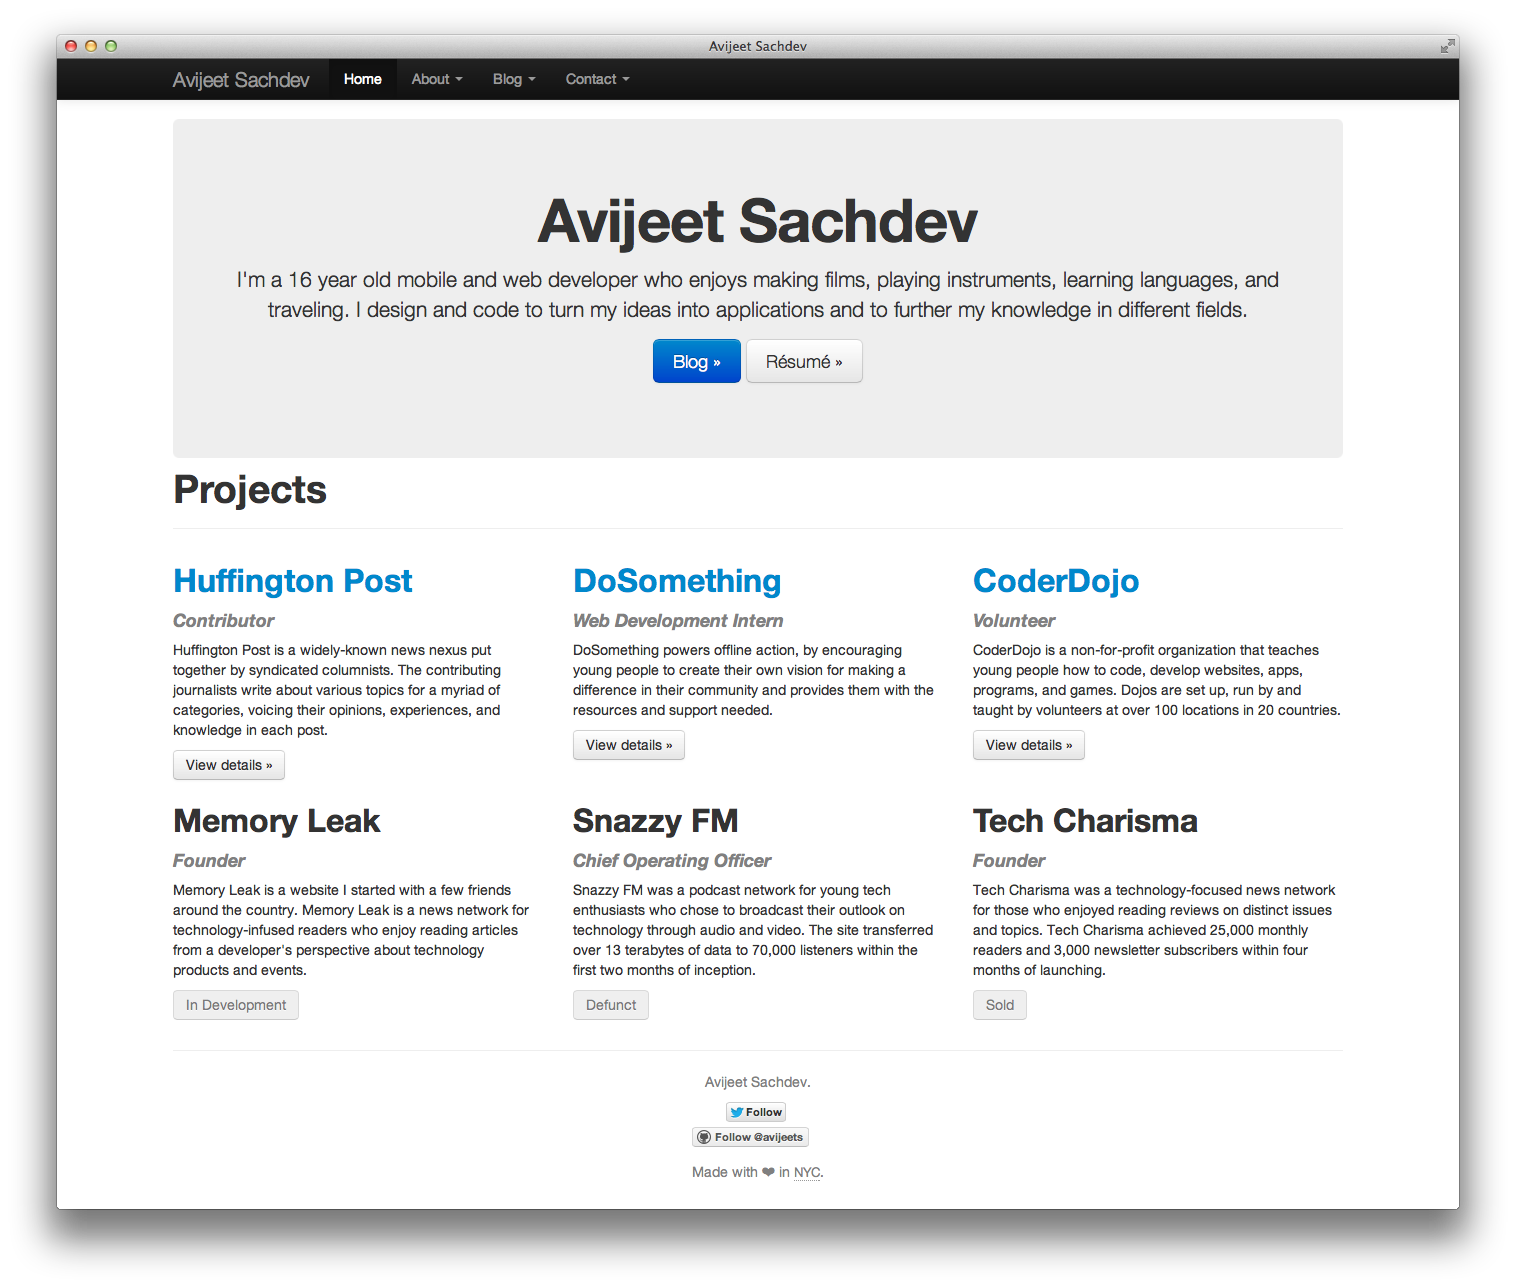 Avijeet Sachdev
Avijeet Sachdev Home About Blog Contact
Avijeet Sachdev
I'm a 16 year old mobile and web developer who enjoys making films, playing instruments, learning languages, and
traveling. I design and code to turn my ideas into applications and to further my knowledge in different fields.
Blog » Résumé »
Projects
Huffington Post
Contributor
Huffington Post is a widely-known news nexus put
together by syndicated columnists. The contributing
journalists write about various topics for a myriad of
categories, voicing their opinions, experiences, and
knowledge in each post.
View details »
DoSomething
Web Development Intern
DoSomething powers offline action, by encouraging
young people to create their own vision for making a
difference in their community and provides them with the
resources and support needed.
View details »
CoderDojo
Volunteer
CoderDojo is a non-for-profit organization that teaches
young people how to code, develop websites, apps,
programs, and games. Dojos are set up, run by and
taught by volunteers at over 100 locations in 20 countries.
View details »
Memory Leak
Founder
Memory Leak is a website I started with a few friends
around the country. Memory Leak is a news network for
technology-infused readers who enjoy reading articles
from a developer's perspective about technology
products and events.
In Development
Snazzy FM
Chief Operating Officer
Snazzy FM was a podcast network for young tech
enthusiasts who chose to broadcast their outlook on
technology through audio and video. The site transferred
over 13 terabytes of data to 70,000 listeners within the
first two months of inception.
Defunct
Tech Charisma
Founder
Tech Charisma was a technology-focused news network
for those who enjoyed reading reviews on distinct issues
and topics. Tech Charisma achieved 25,000 monthly
readers and 3,000 newsletter subscribers within four
months of launching.
Sold
Avijeet Sachdev.
Follow
Follow @avijeets
Made with ❤ in NYC.